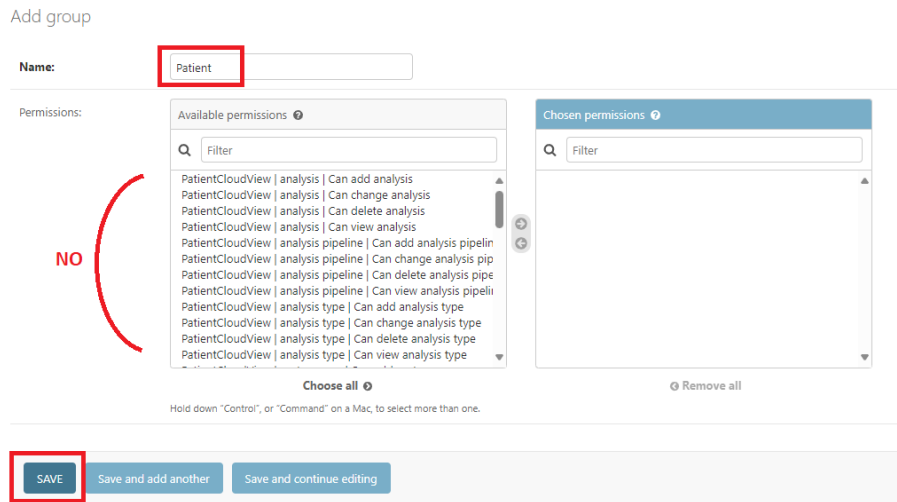 Add group
Name:
Patient
Permissions:
Available permissions ?
Filter
PatientCloudView | analysis | Can add analysis
PatientCloudView | analysis | Can change analysis
PatientCloudView | analysis | Can delete analysis
PatientCloudView | analysis | Can view analysis
PatientCloudView | analysis pipeline | Can add analysis pipelin
PatientCloudView | analysis pipeline | Can change analysis pip
PatientCloudView | analysis pipeline | Can delete analysis pipe
PatientCloudView | analysis pipeline | Can view analysis pipelin
PatientCloudView | analysis type | Can add analysis type
PatientCloudView | analysis type | Can change analysis type
PatientCloudView | analysis type | Can delete analysis type
PatientCloudView | analysis type | Can view analysis type
NO
Choose all
Hold down "Control", or "Command" on a Mac, to select more than one.
Chosen permissions ?
Filter
Remove all
SAVE
Save and add another
Save and continue editing